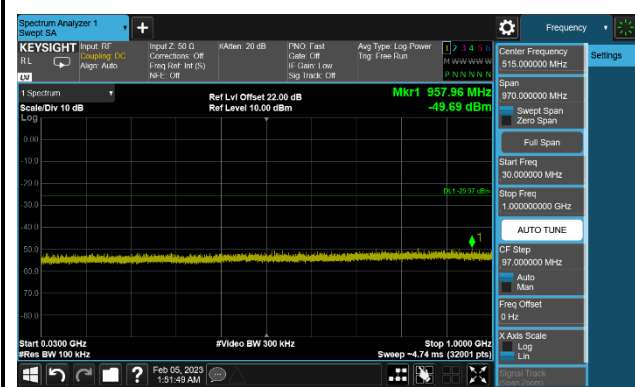 Spectrum Analyzer 1
Swept SA
+
Frequency
KEYSIGHT
RL
LW
Input: RF
Coupling: DC
Align: Auto
Input Z: 50 Ω
Corrections: Off
Freq Ref: Int (S)
NFE: Off
#Atten: 20 dB
PNO: Fast
Gate: Off
IF Gain: Low
Sig Track: Off
Avg Type: Log-Power
Trig: Free Run
1 2 3 4 5 6
M W W W W W
P N N N N N
1 Spectrum
Scale/Div 10 dB
Log
Ref Lvl Offset 22.00 dB
Ref Level 10.00 dBm
Mkr1 957.96 MHz
-49.69 dBm
0.00
-10.0
-20.0
-30.0
-40.0
-50.0
-60.0
-70.0
-80.0
DL1 -25.97 dBm
1
Start 0.0300 GHz
#Res BW 100 kHz
#Video BW 300 kHz
Stop 1.0000 GHz
Sweep ~4.74 ms (32001 pts)
?
Feb 05, 2023
1:51:49 AM
Center Frequency
515.000000 MHz
Settings
Span
970.000000 MHz
Swept Span
Zero Span
Full Span
Start Freq
30.000000 MHz
Stop Freq
1.000000000 GHz
AUTO TUNE
CF Step
97.000000 MHz
Auto
Man
Freq Offset
0 Hz
X Axis Scale
Log
Lin
Signal Track
(Span Zoom)